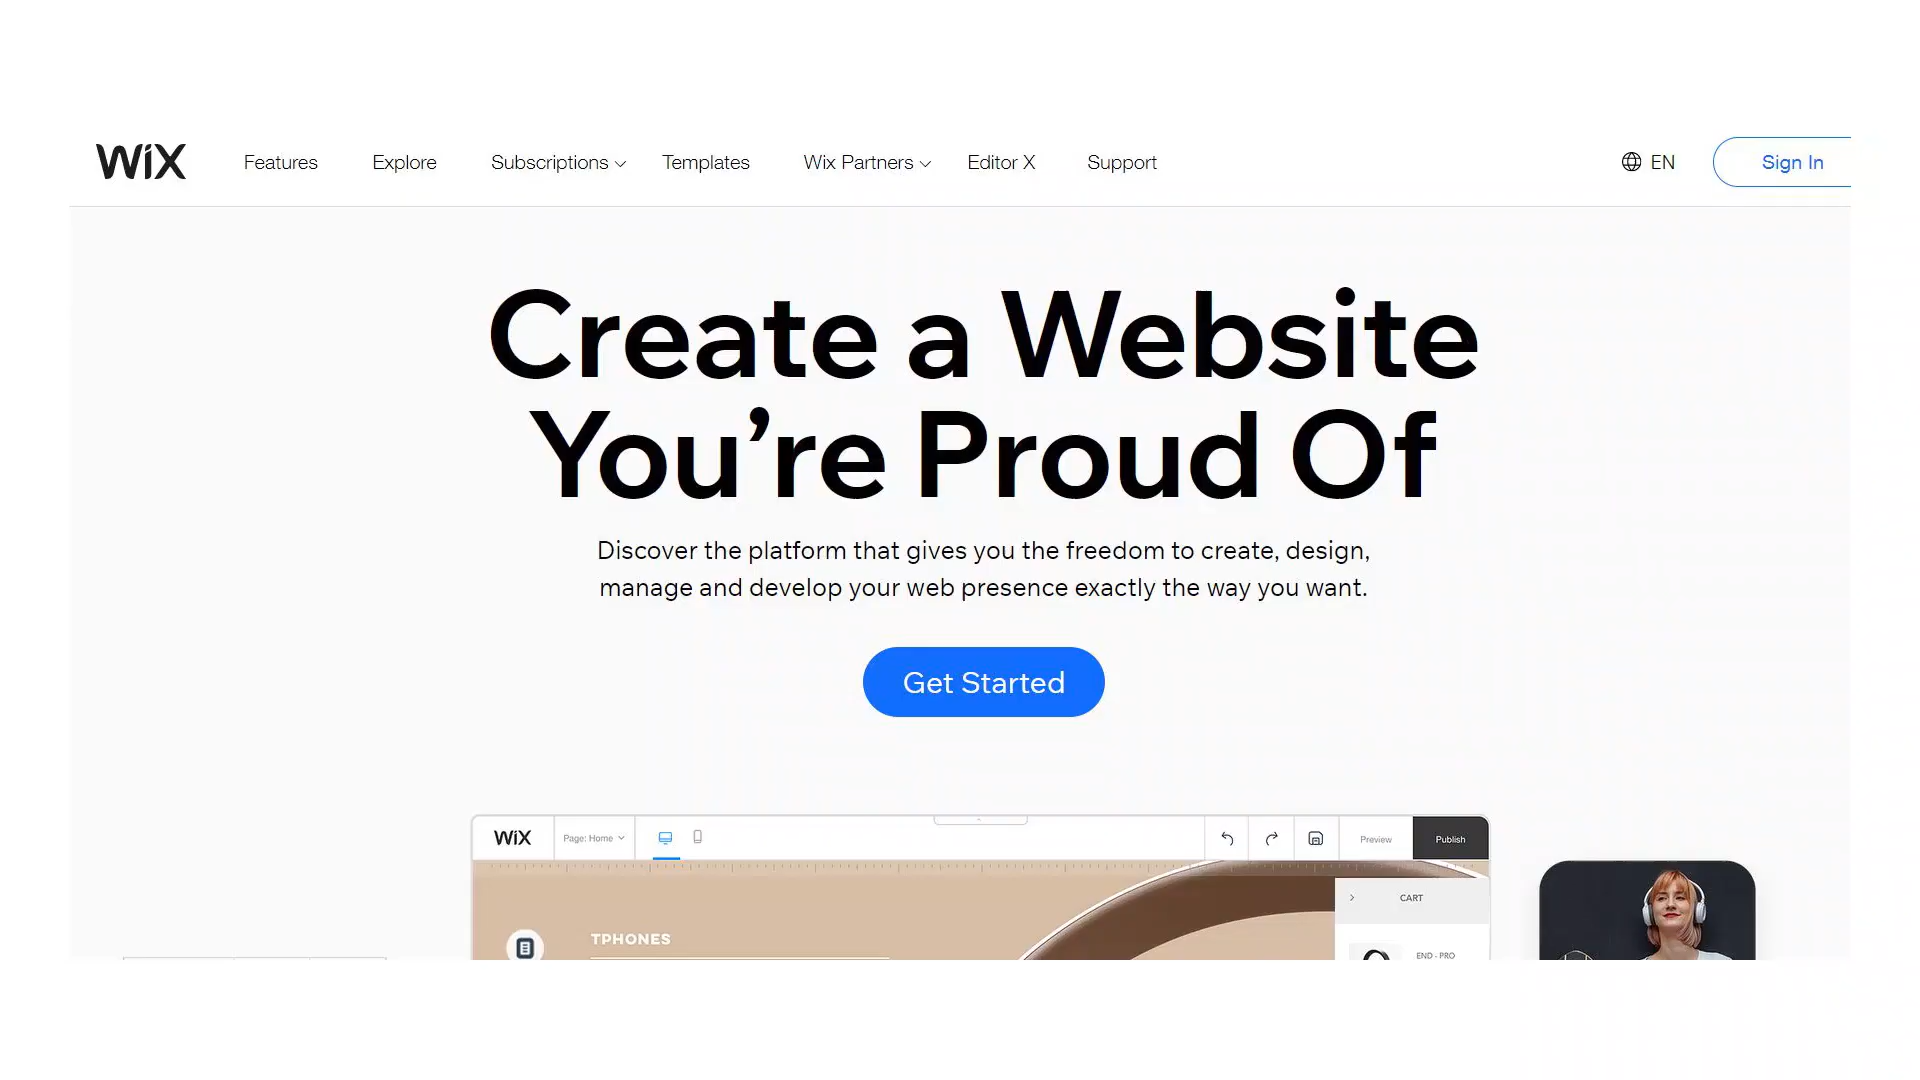 WiX Features Explore Subscriptions Templates Wix Partners Editor X Support EN Sign In
Create a Website
You’re Proud Of
Discover the platform that gives you the freedom to create, design,
manage and develop your web presence exactly the way you want.
Get Started
WiX Page: Home Preview Publish
CART
TPHONES
END - PRO